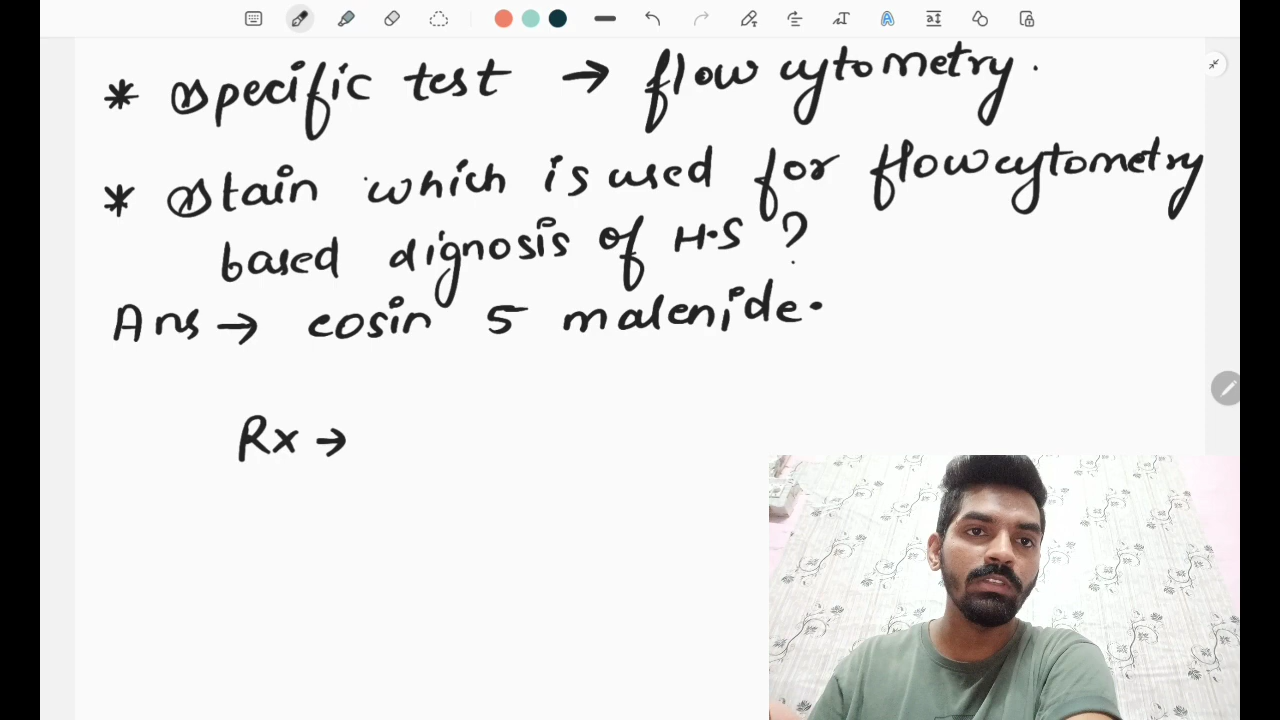 * specific test → flow cytometry.
* stain which is used for flowcytometry
based dignosis of H.S ?
Ans → eosin 5 malenide.
Rx →